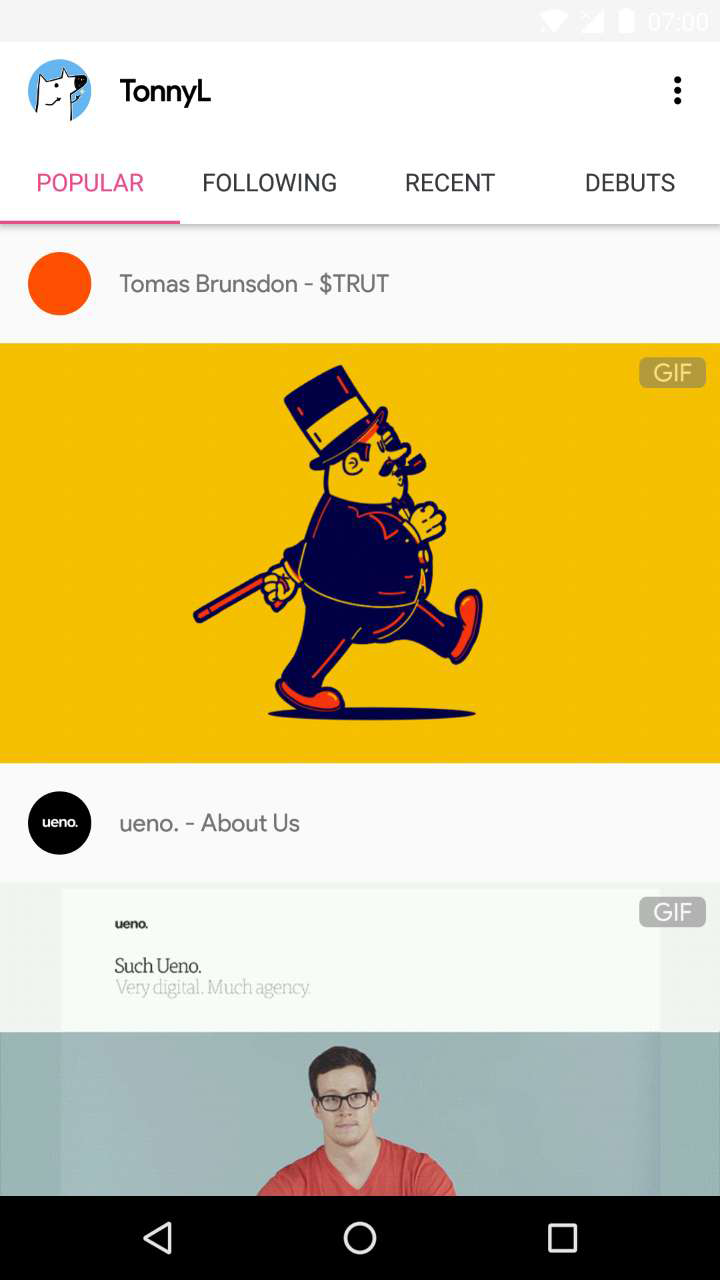 07:00
TonnyL
POPULAR FOLLOWING RECENT DEBUTS
Tomas Brunsdon - $TRUT
GIF
ueno.
ueno. - About Us
GIF
ueno.
Such Ueno.
Very digital. Much agency.